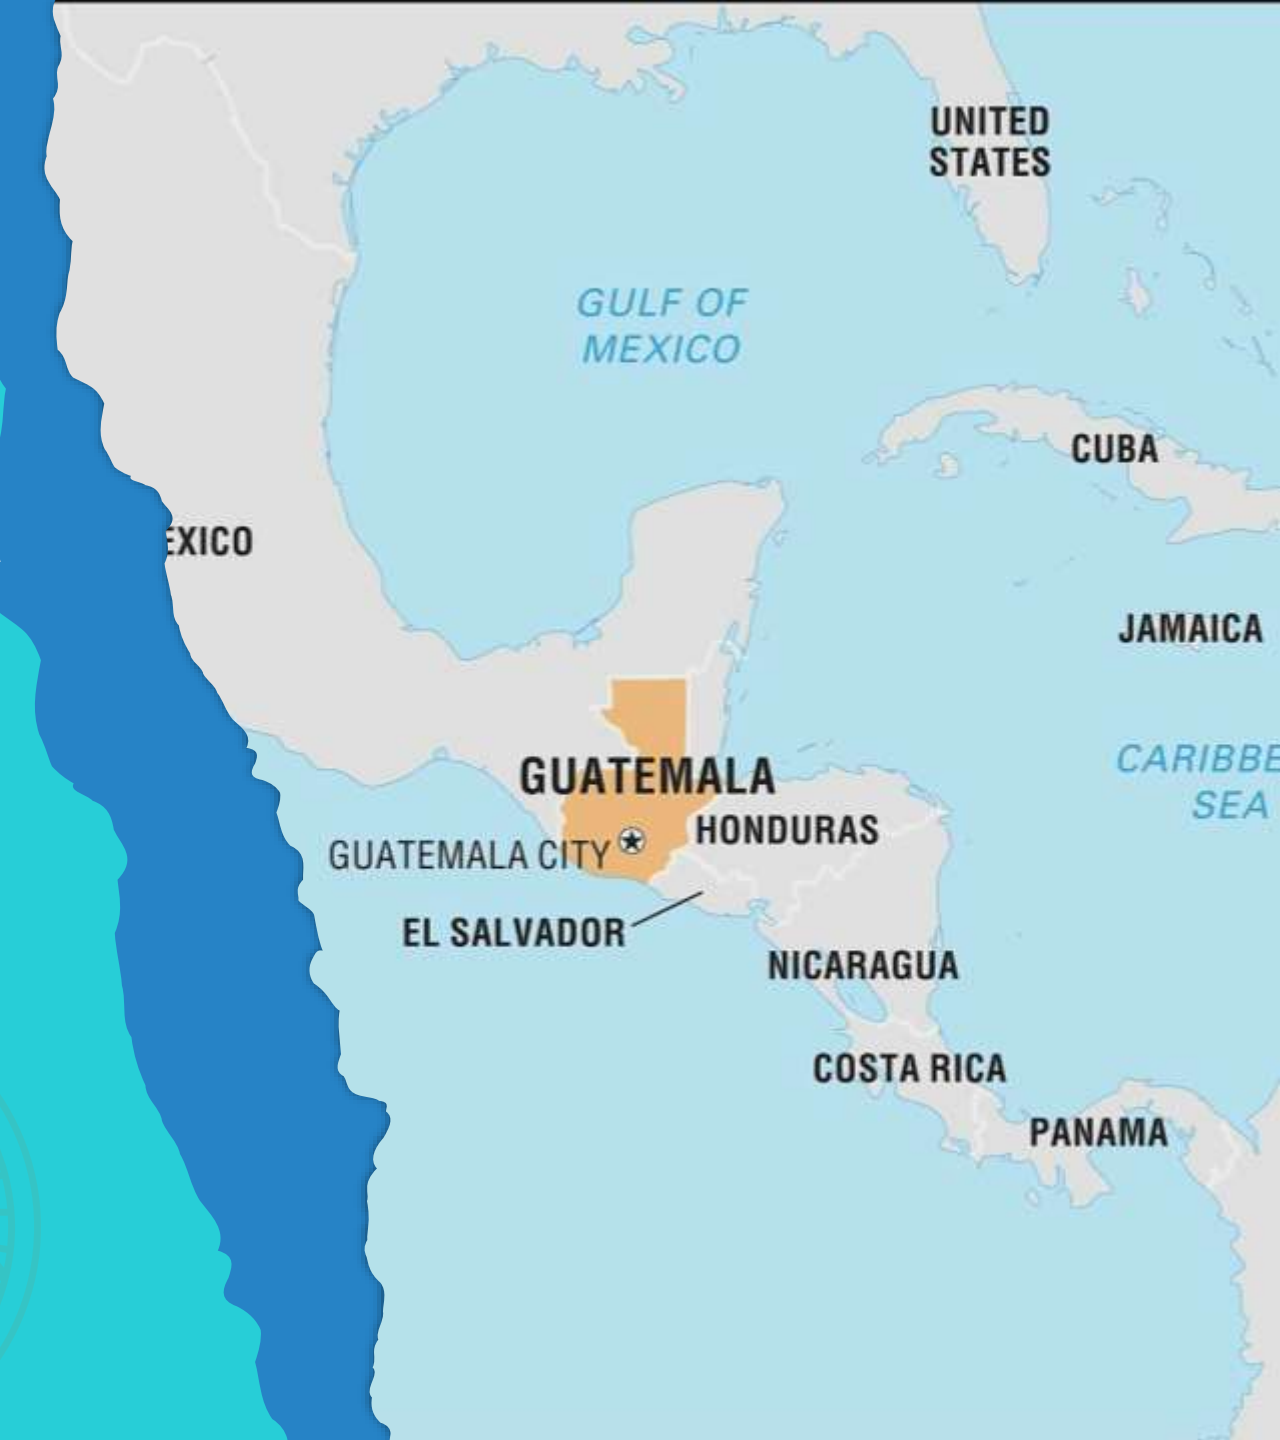 UNITED
STATES
GULF OF
MEXICO
CUBA
EXICO
JAMAICA
CARIBBE
SEA
GUATEMALA
HONDURAS
GUATEMALA CITY
EL SALVADOR
NICARAGUA
COSTA RICA
PANAMA